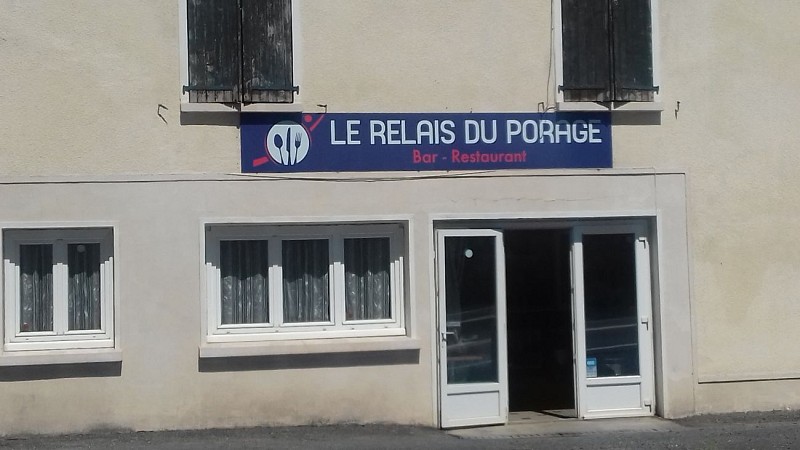 LE RELAIS DU PORAGE
Bar - Restaurant